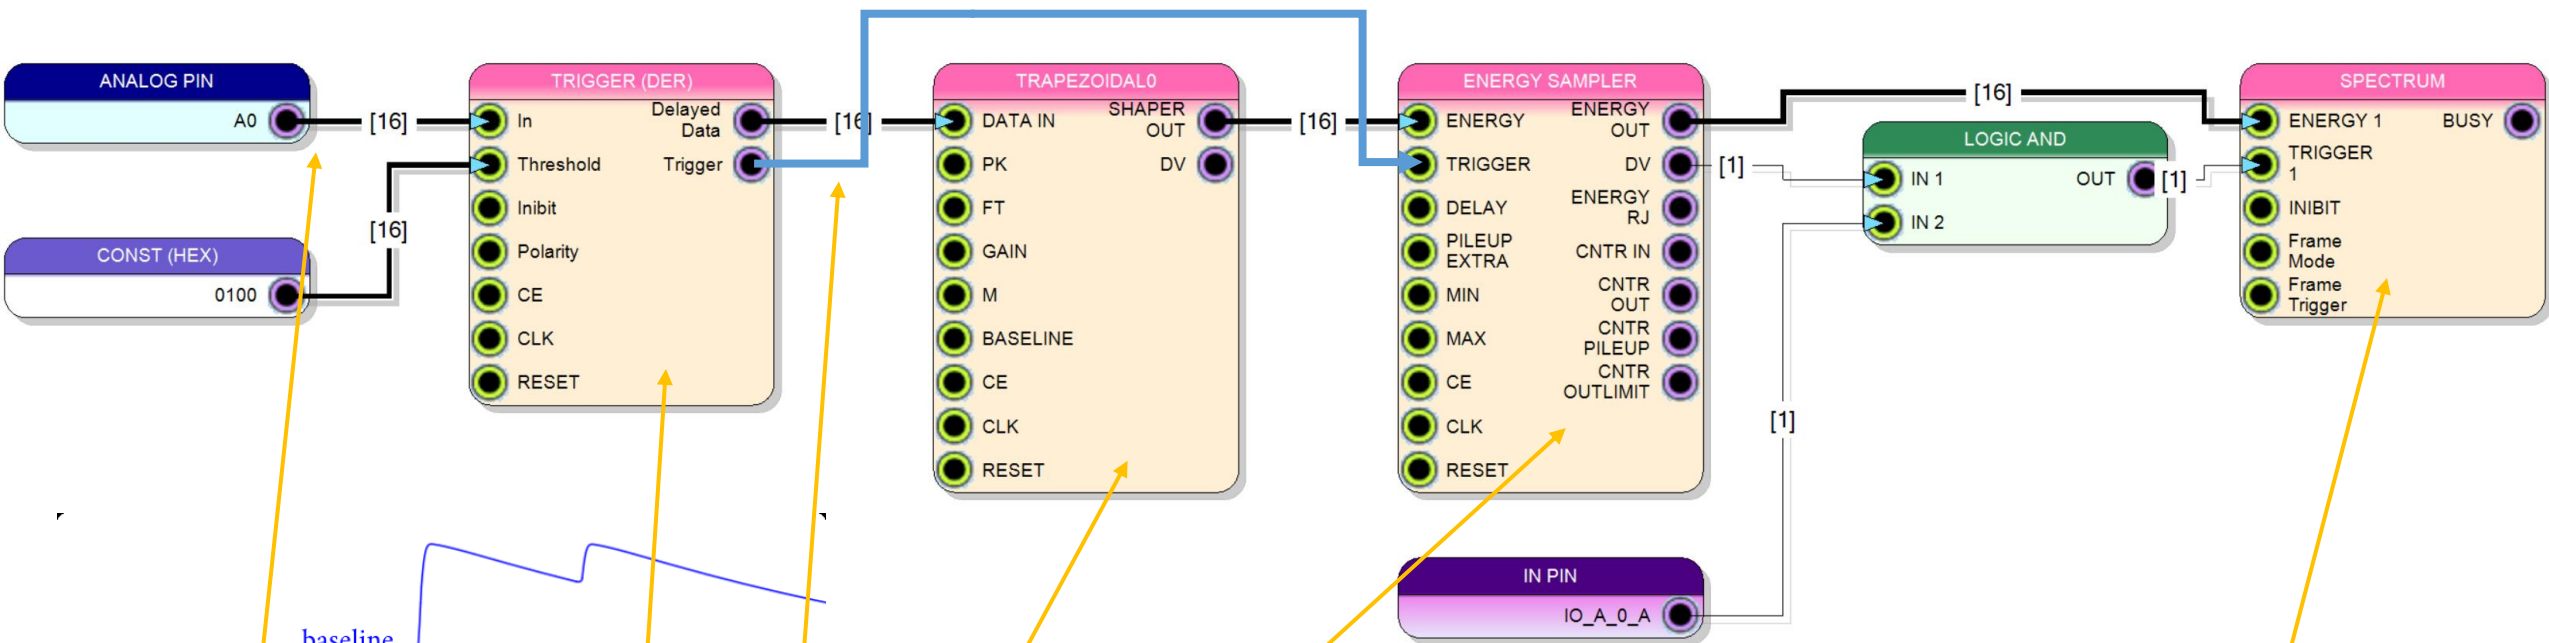 ANALOG PIN
A0
[16]
CONST (HEX)
0100
[16]
TRIGGER (DER)
In
Threshold
Inibit
Polarity
CE
CLK
RESET
Delayed
Data
Trigger
[16]
TRAPEZOIDAL0
DATA IN
PK
FT
GAIN
M
BASELINE
CE
CLK
RESET
SHAPER
OUT
DV
[16]
ENERGY SAMPLER
ENERGY
TRIGGER
DELAY
PILEUP
EXTRA
MIN
MAX
CE
CLK
RESET
ENERGY
OUT
DV
ENERGY
RJ
CNTR IN
CNTR
OUT
CNTR
PILEUP
CNTR
OUTLIMIT
[16]
[1]
LOGIC AND
IN 1
IN 2
OUT
[1]
[1]
IN PIN
IO_A_0_A
SPECTRUM
ENERGY 1
TRIGGER
1
INIBIT
Frame
Mode
Frame
Trigger
BUSY
baseline